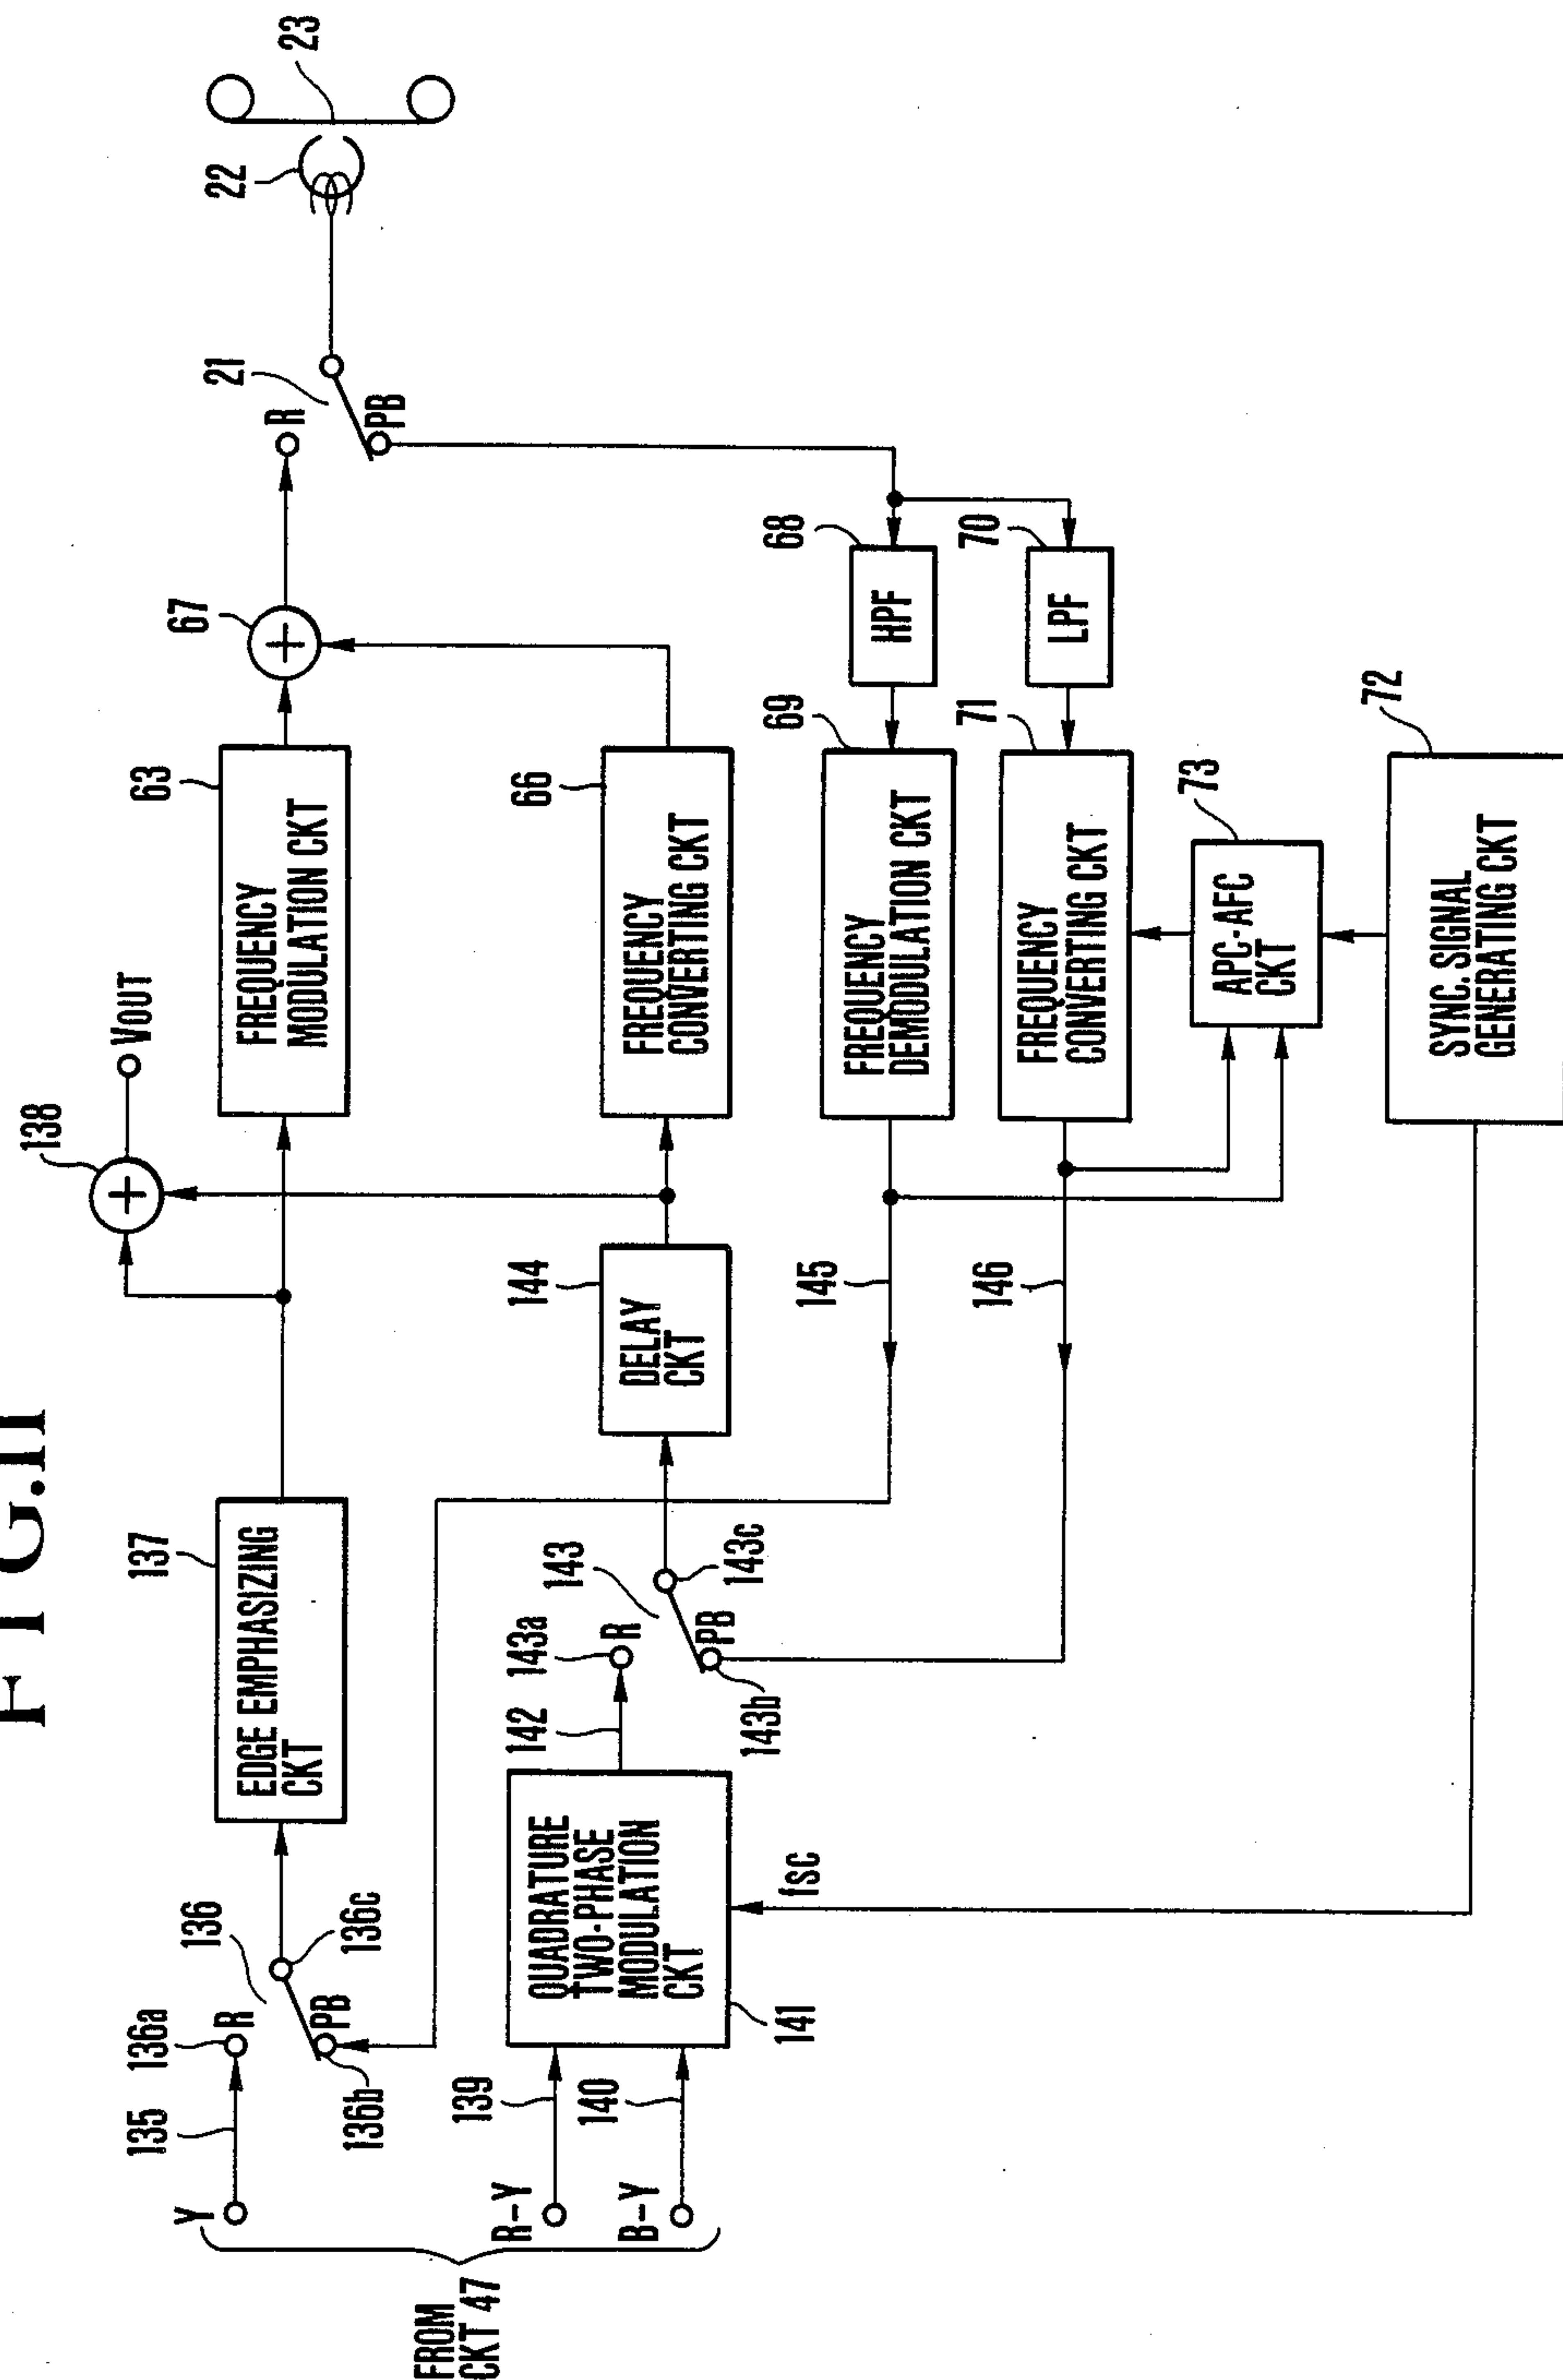 FIG.11
FROM
CKT 47
Y
R-Y
B-Y
135
136a
R
136
136b
PB
136c
137
EDGE EMPHASIZING
CKT
138
VOUT
63
FREQUENCY
MODULATION CKT
67
R
21
PB
22
23
139
140
QUADRATURE
TWO-PHASE
MODULATION
CKT
141
fsc
142
143a
R
143
143b
PB
143c
144
DELAY
CKT
66
FREQUENCY
CONVERTING CKT
145
69
FREQUENCY
DEMODULATION CKT
68
HPF
146
71
FREQUENCY
CONVERTING CKT
70
LPF
73
APC-AFC
CKT
72
SYNC. SIGNAL
GENERATING CKT